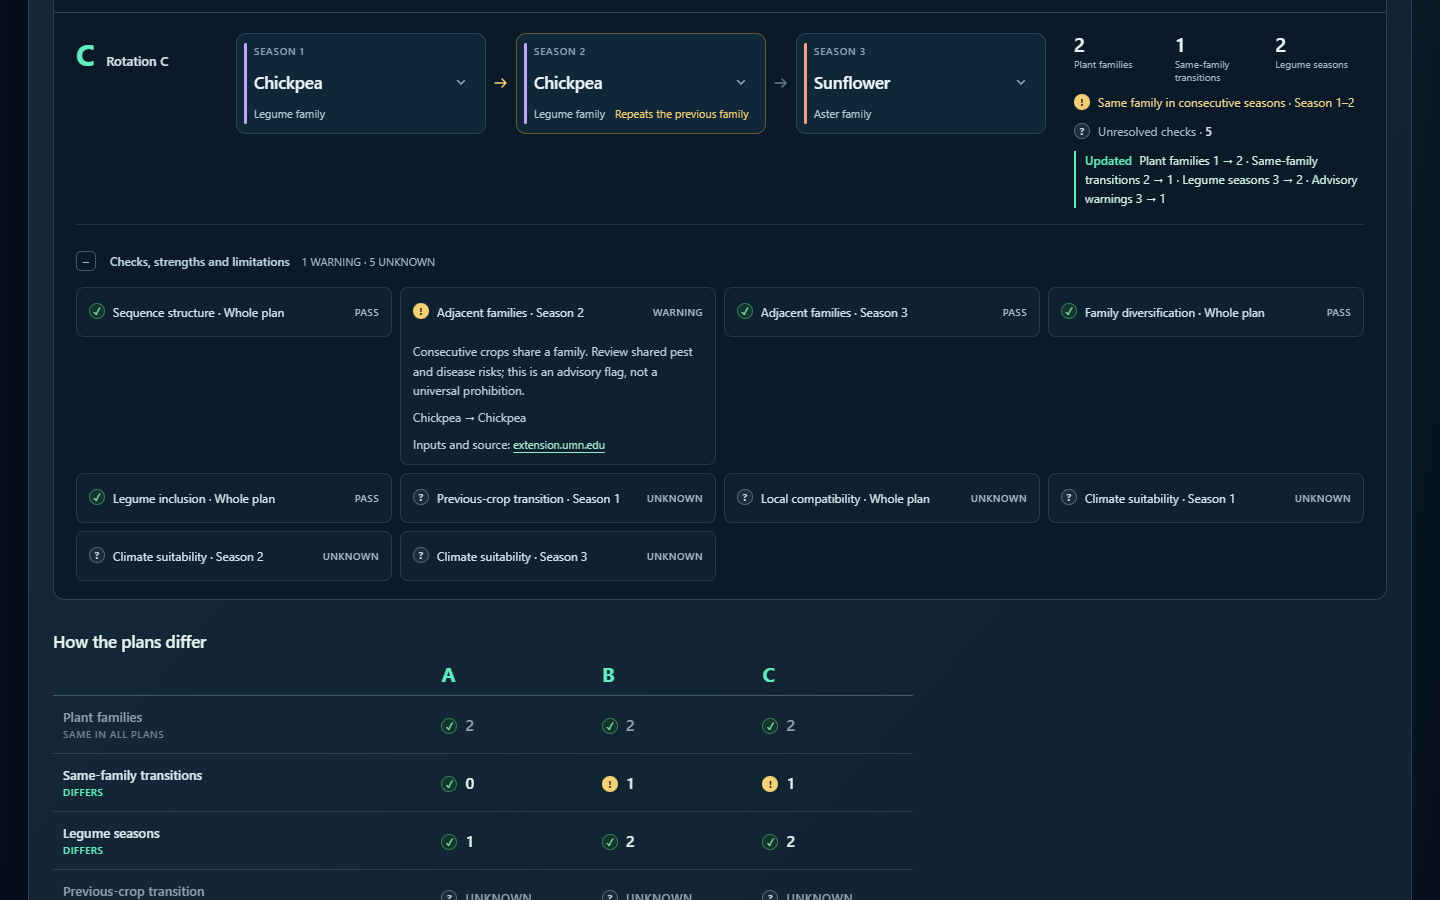 C Rotation C
SEASON 1
Chickpea
Legume family
SEASON 2
Chickpea
Legume family Repeats the previous family
SEASON 3
Sunflower
Aster family
2
Plant families
1
Same-family
transitions
2
Legume seasons
! Same family in consecutive seasons · Season 1–2
? Unresolved checks · 5
Updated Plant families 1 → 2 · Same-family
transitions 2 → 1 · Legume seasons 3 → 2 · Advisory
warnings 3 → 1
Checks, strengths and limitations 1 WARNING · 5 UNKNOWN
Sequence structure · Whole plan PASS
! Adjacent families · Season 2 WARNING
Consecutive crops share a family. Review shared pest
and disease risks; this is an advisory flag, not a
universal prohibition.
Chickpea → Chickpea
Inputs and source: extension.umn.edu
Adjacent families · Season 3 PASS
Family diversification · Whole plan PASS
Legume inclusion · Whole plan PASS
? Previous-crop transition · Season 1 UNKNOWN
? Local compatibility · Whole plan UNKNOWN
? Climate suitability · Season 1 UNKNOWN
? Climate suitability · Season 2 UNKNOWN
? Climate suitability · Season 3 UNKNOWN
How the plans differ
A B C
Plant families
SAME IN ALL PLANS
2 2 2
Same-family transitions
DIFFERS
0 ! 1 ! 1
Legume seasons
DIFFERS
1 2 2
Previous-crop transition
? UNKNOWN ? UNKNOWN ? UNKNOWN